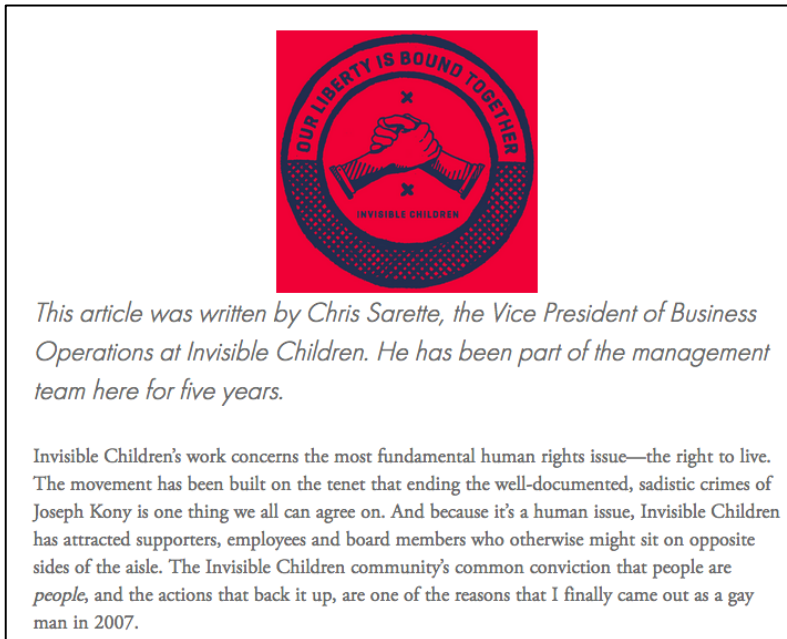 OUR LIBERTY IS BOUND TOGETHER
INVISIBLE CHILDREN
This article was written by Chris Sarette, the Vice President of Business
Operations at Invisible Children. He has been part of the management
team here for five years.
Invisible Children’s work concerns the most fundamental human rights issue—the right to live.
The movement has been built on the tenet that ending the well-documented, sadistic crimes of
Joseph Kony is one thing we all can agree on. And because it’s a human issue, Invisible Children
has attracted supporters, employees and board members who otherwise might sit on opposite
sides of the aisle. The Invisible Children community’s common conviction that people are
people, and the actions that back it up, are one of the reasons that I finally came out as a gay
man in 2007.